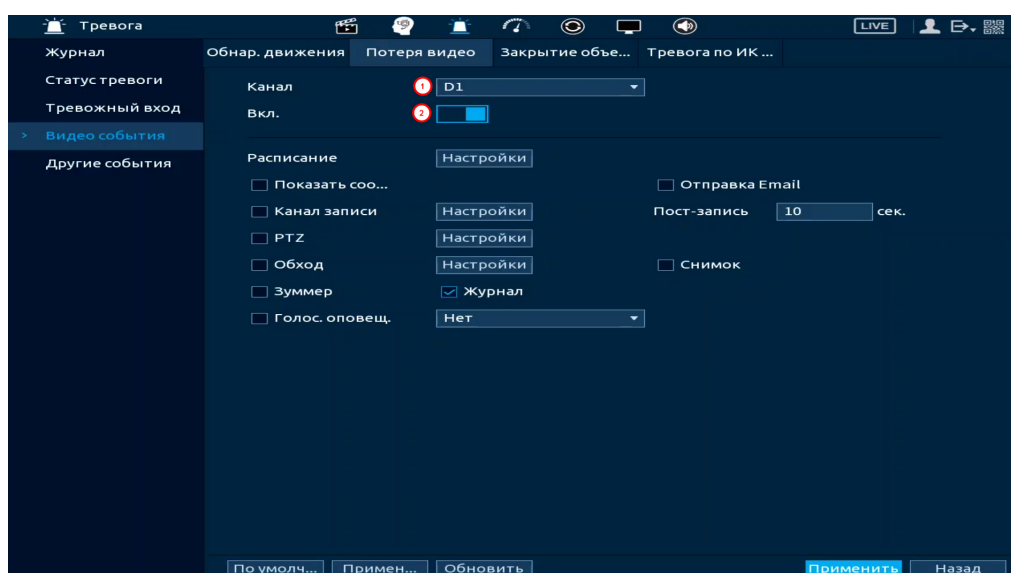 Тревога LIVE
Журнал Обнар. движения Потеря видео Закрытие объе... Тревога по ИК ...
Статус тревоги
Тревожный вход
> Видео события
Другие события
Канал 1 D1
Вкл. 2
Расписание Настройки
Показать соо... Отправка Email
Канал записи Настройки Пост-запись 10 сек.
PTZ Настройки
Обход Настройки Снимок
Зуммер Журнал
Голос. оповещ. Нет
По умолч... Примен... Обновить Применить Назад